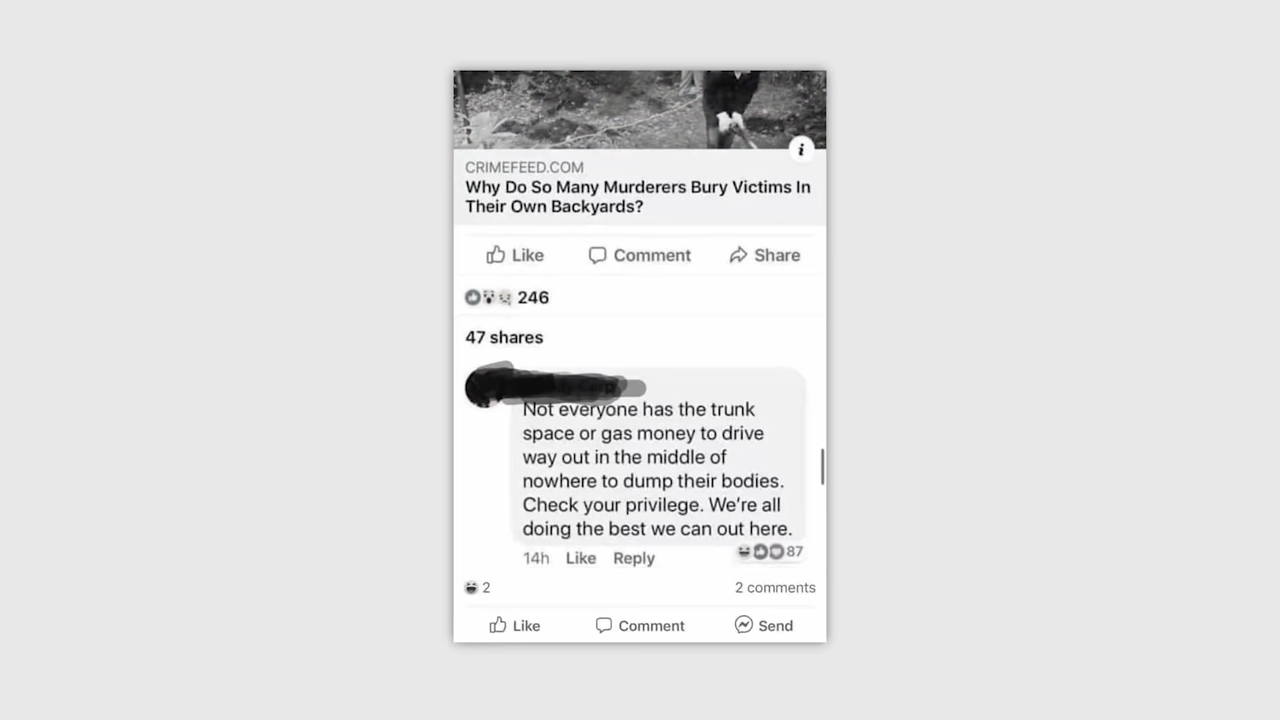 CRIMEFEED.COM
Why Do So Many Murderers Bury Victims In
Their Own Backyards?
Like Comment Share
246
47 shares
Not everyone has the trunk
space or gas money to drive
way out in the middle of
nowhere to dump their bodies.
Check your privilege. We're all
doing the best we can out here.
14h Like Reply 87
2 2 comments
Like Comment Send